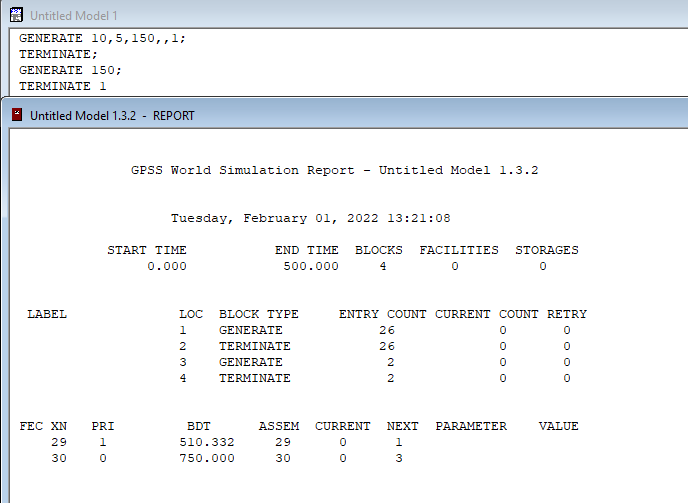 Untitled Model 1
GENERATE 10,5,150,,1;
TERMINATE;
GENERATE 150;
TERMINATE 1
Untitled Model 1.3.2 - REPORT
GPSS World Simulation Report - Untitled Model 1.3.2
Tuesday, February 01, 2022 13:21:08
START TIME END TIME BLOCKS FACILITIES STORAGES
0.000 500.000 4 0 0
LABEL LOC BLOCK TYPE ENTRY COUNT CURRENT COUNT RETRY
1 GENERATE 26 0 0
2 TERMINATE 26 0 0
3 GENERATE 2 0 0
4 TERMINATE 2 0 0
FEC XN PRI BDT ASSEM CURRENT NEXT PARAMETER VALUE
29 1 510.332 29 0 1
30 0 750.000 30 0 3